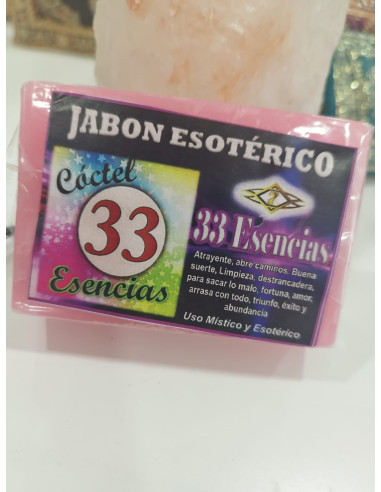 JABON ESOTÉRICO
Cóctel
33
Esencias
33 Esencias
Atrayente, abre caminos. Buena
suerte, Limpieza, destrancadera,
para sacar lo malo, fortuna, amor,
arrasa con todo, triunfo, éxito y
abundancia
Uso Místico y Esotérico